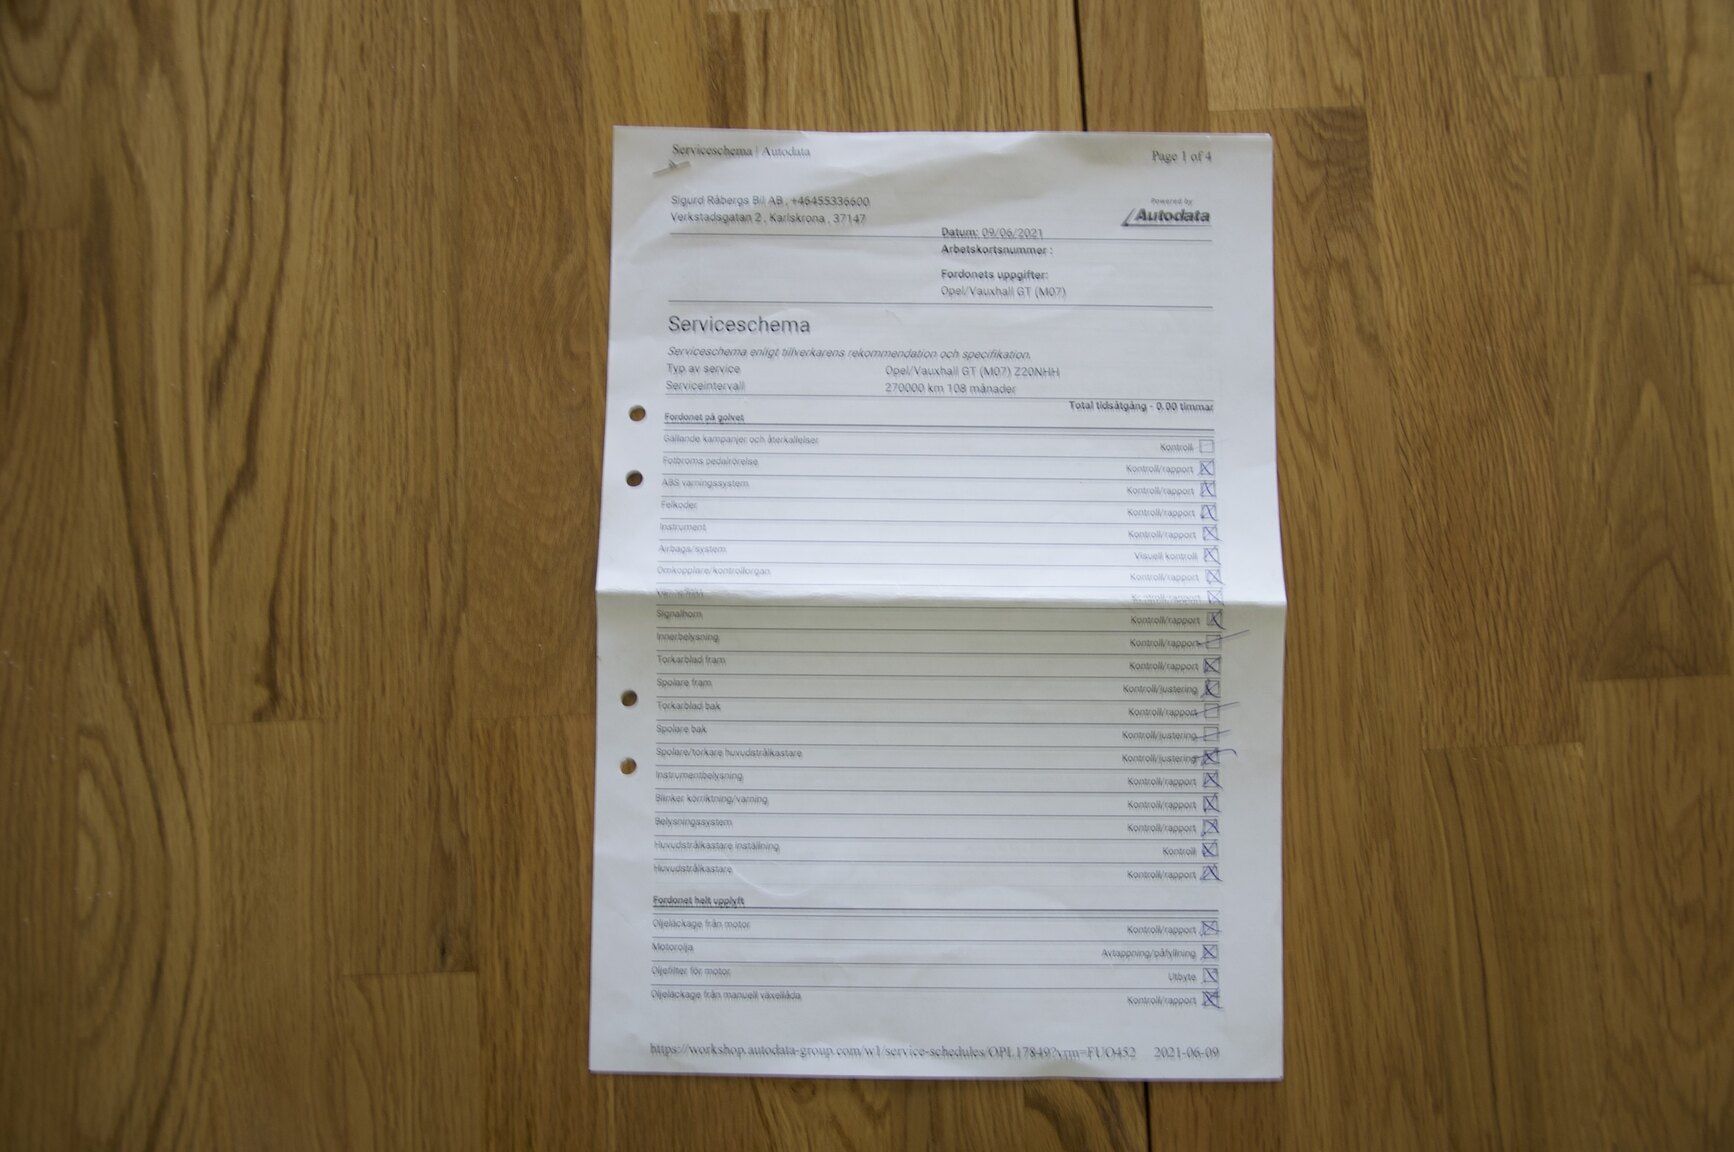 Serviceschema | Autodata
Page 1 of 4
Sigurd Råbergs Bil AB , +46455336600
Verkstadsgatan 2 , Karlskrona , 37147
Powered by
Autodata
Datum: 09/06/2021
Arbetskortsnummer :
Fordonets uppgifter:
Opel/Vauxhall GT (M07)
Serviceschema
Serviceschema enligt tillverkarens rekommendation och specifikation.
Typ av service Opel/Vauxhall GT (M07) Z20NHH
Serviceintervall 270000 km 108 månader
Total tidsåtgång - 0.00 timmar
Fordonet på golvet
Gällande kampanjer och återkallelser Kontroll
Fotbroms pedalrörelse Kontroll/rapport
ABS varningssystem Kontroll/rapport
Felkoder Kontroll/rapport
Instrument Kontroll/rapport
Airbags/system Visuell kontroll
Omkopplare/kontrollorgan Kontroll/rapport
Kontroll/rapport
Signalhorn Kontroll/rapport
Innerbelysning Kontroll/rapport
Torkarblad fram Kontroll/rapport
Spolare fram Kontroll/justering
Torkarblad bak Kontroll/rapport
Spolare bak Kontroll/justering
Spolare/torkare huvudstrålkastare Kontroll/justering
Instrumentbelysning Kontroll/rapport
Blinker körriktning/varning Kontroll/rapport
Belysningssystem Kontroll/rapport
Huvudstrålkastare inställning Kontroll
Huvudstrålkastare Kontroll/rapport
Fordonet helt upplyft
Oljeläckage från motor Kontroll/rapport
Motorolja Avtappning/påfyllning
Oljefilter för motor Utbyte
Oljeläckage från manuell växellåda Kontroll/rapport
https://workshop.autodata-group.com/w1/service-schedules/OPL17849?vrm=FUO452 2021-06-09